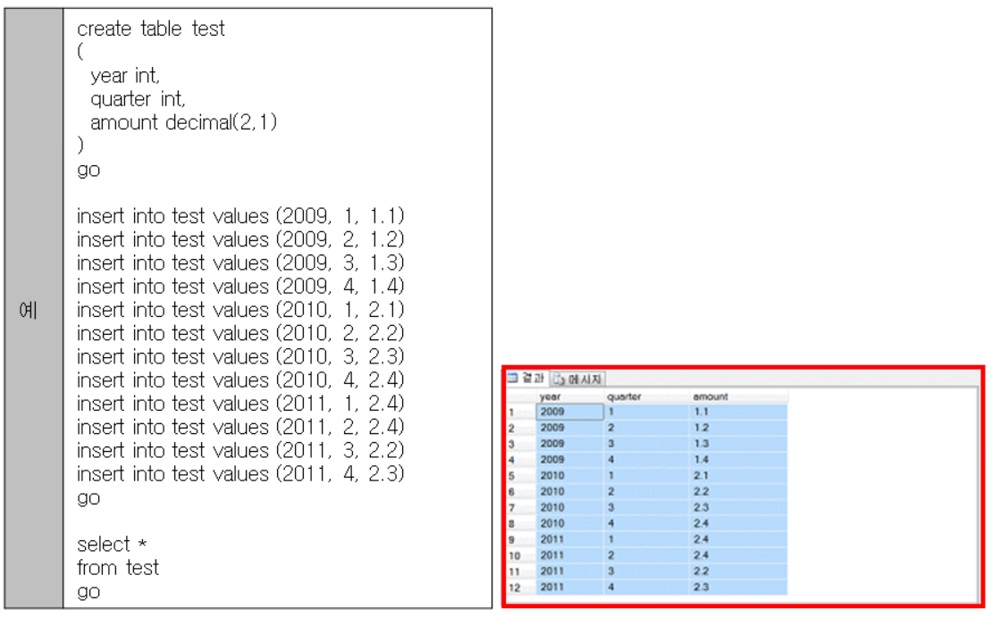 예
create table test
(
year int,
quarter int,
amount decimal(2,1)
)
go
insert into test values (2009, 1, 1.1)
insert into test values (2009, 2, 1.2)
insert into test values (2009, 3, 1.3)
insert into test values (2009, 4, 1.4)
insert into test values (2010, 1, 2.1)
insert into test values (2010, 2, 2.2)
insert into test values (2010, 3, 2.3)
insert into test values (2010, 4, 2.4)
insert into test values (2011, 1, 2.4)
insert into test values (2011, 2, 2.4)
insert into test values (2011, 3, 2.2)
insert into test values (2011, 4, 2.3)
go
select *
from test
go
결과 메시지
year quarter amount
1 2009 1 1.1
2 2009 2 1.2
3 2009 3 1.3
4 2009 4 1.4
5 2010 1 2.1
6 2010 2 2.2
7 2010 3 2.3
8 2010 4 2.4
9 2011 1 2.4
10 2011 2 2.4
11 2011 3 2.2
12 2011 4 2.3